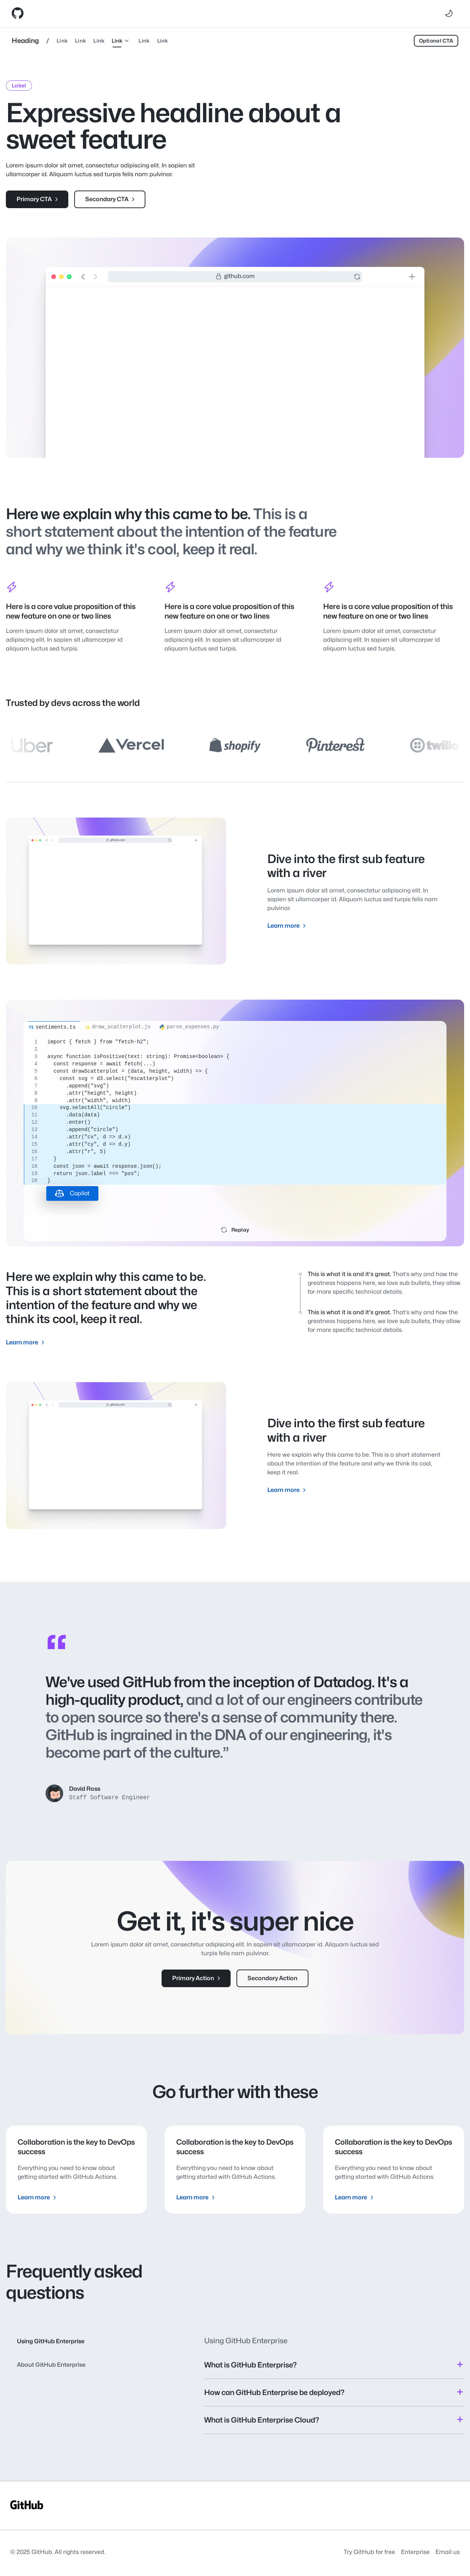 Heading / Link Link Link Link Link Link Optional CTA
Label
Expressive headline about a
sweet feature
Lorem ipsum dolor sit amet, consectetur adipiscing elit. In sapien sit
ullamcorper id. Aliquam luctus sed turpis felis nam pulvinar.
Primary CTA Secondary CTA
github.com
Here we explain why this came to be. This is a
short statement about the intention of the feature
and why we think it's cool, keep it real.
Here is a core value proposition of this
new feature on one or two lines
Lorem ipsum dolor sit amet, consectetur
adipiscing elit. In sapien sit ullamcorper id
aliquam luctus sed turpis.
Here is a core value proposition of this
new feature on one or two lines
Lorem ipsum dolor sit amet, consectetur
adipiscing elit. In sapien sit ullamcorper id
aliquam luctus sed turpis.
Here is a core value proposition of this
new feature on one or two lines
Lorem ipsum dolor sit amet, consectetur
adipiscing elit. In sapien sit ullamcorper id
aliquam luctus sed turpis.
Trusted by devs across the world
Uber Vercel shopify Pinterest twilio
github.com
Dive into the first sub feature
with a river
Lorem ipsum dolor sit amet, consectetur adipiscing elit. In
sapien sit ullamcorper id. Aliquam luctus sed turpis felis nam
pulvinar.
Learn more
TS sentiments.ts draw_scatterplot.js parse_expenses.py
1 import { fetch } from "fetch-h2";
2
3 async function isPositive(text: string): Promise<boolean> {
4 const response = await fetch(...)
5 const drawScatterplot = (data, height, width) => {
6 const svg = d3.select("#scatterplot")
7 .append("svg")
8 .attr("height", height)
9 .attr("width", width)
10 svg.selectAll("circle")
11 .data(data)
12 .enter()
13 .append("circle")
14 .attr("cx", d => d.x)
15 .attr("cy", d => d.y)
16 .attr("r", 5)
17 }
18 const json = await response.json();
19 return json.label === "pos";
20 }
Copilot
Replay
Here we explain why this came to be.
This is a short statement about the
intention of the feature and why we
think it's cool, keep it real.
Learn more
This is what it is and it's great. That's why and how the
greatness happens here, we love sub bullets, they allow
for more specific technical details.
This is what it is and it's great. That's why and how the
greatness happens here, we love sub bullets, they allow
for more specific technical details.
github.com
Dive into the first sub feature
with a river
Here we explain why this came to be. This is a short statement
about the intention of the feature and why we think its cool,
keep it real.
Learn more
“
We've used GitHub from the inception of Datadog. It's a
high-quality product, and a lot of our engineers contribute
to open source so there's a sense of community there.
GitHub is ingrained in the DNA of our engineering, it's
become part of the culture.”
David Ross
Staff Software Engineer
Get it, it's super nice
Lorem ipsum dolor sit amet, consectetur adipiscing elit. In sapien sit ullamcorper id. Aliquam luctus sed
turpis felis nam pulvinar.
Primary Action Secondary Action
Go further with these
Collaboration is the key to DevOps
success
Everything you need to know about
getting started with GitHub Actions.
Learn more
Collaboration is the key to DevOps
success
Everything you need to know about
getting started with GitHub Actions.
Learn more
Collaboration is the key to DevOps
success
Everything you need to know about
getting started with GitHub Actions.
Learn more
Frequently asked
questions
Using GitHub Enterprise
About GitHub Enterprise
Using GitHub Enterprise
What is GitHub Enterprise?
How can GitHub Enterprise be deployed?
What is GitHub Enterprise Cloud?
GitHub
© 2025 GitHub. All rights reserved. Try GitHub for free Enterprise Email us